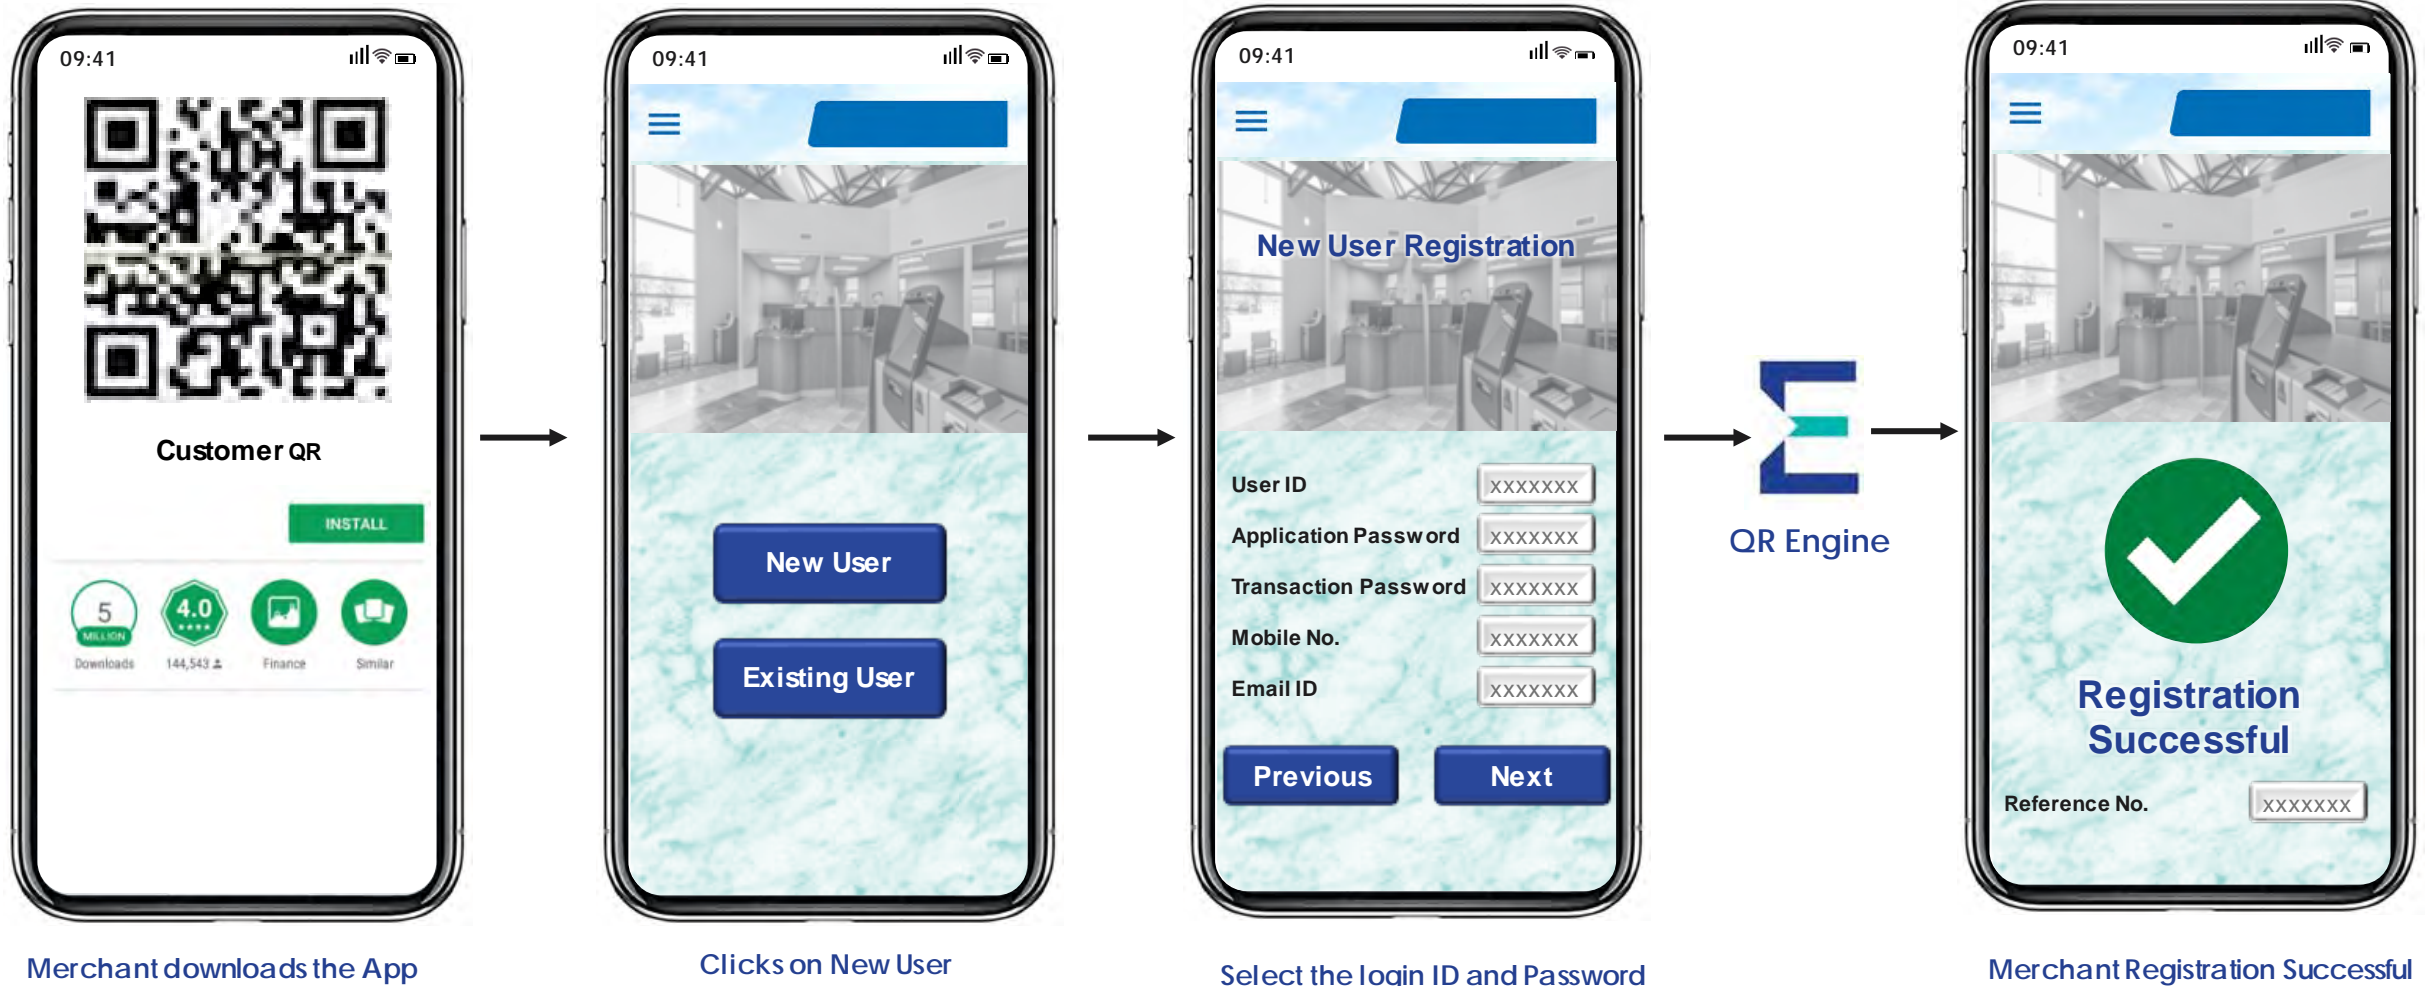 09:41
Customer QR
INSTALL
5
MILLION
Downloads
4.0
144,543
Finance
Similar
Merchant downloads the App
09:41
New User
Existing User
Clicks on New User
09:41
New User Registration
User ID xxxxxxx
Application Password xxxxxxx
Transaction Password xxxxxxx
Mobile No. xxxxxxx
Email ID xxxxxxx
Previous Next
Select the login ID and Password
QR Engine
09:41
Registration
Successful
Reference No. xxxxxxx
Merchant Registration Successful